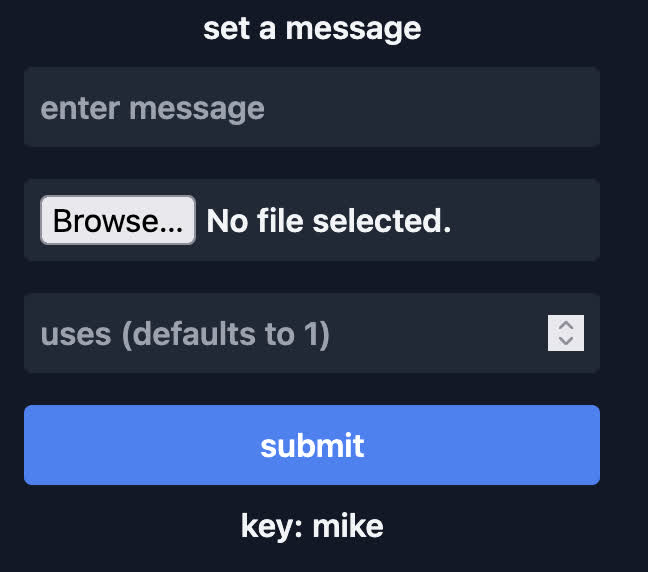 set a message
enter message
Browse... No file selected.
uses (defaults to 1)
submit
key: mike